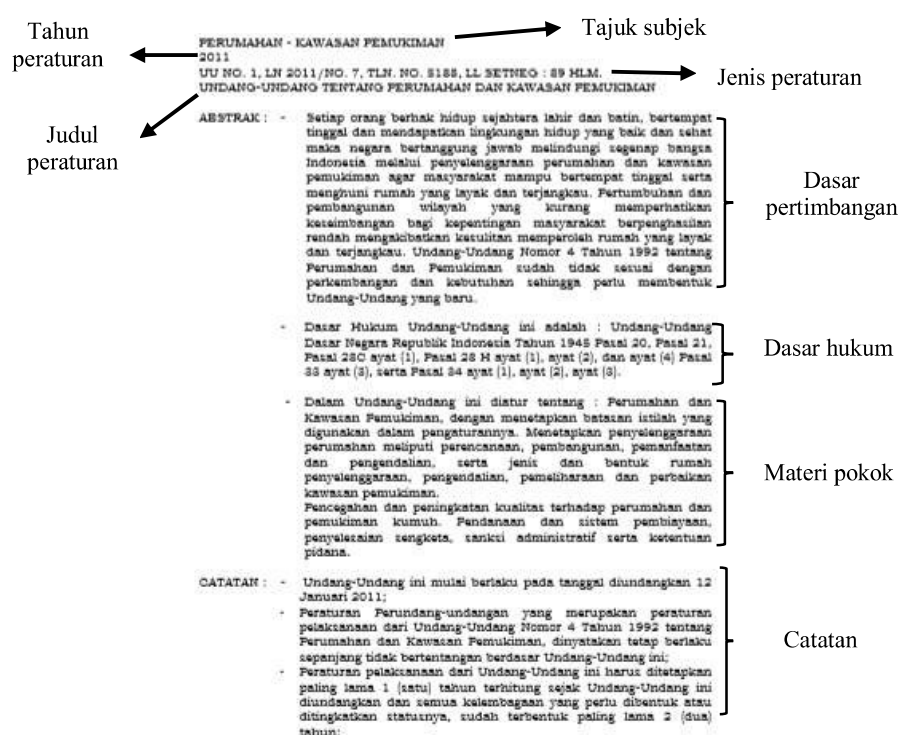 Tahun
peraturan
Tajuk subjek
PERUMAHAN - KAWASAN PEMUKIMAN
2011
UU NO. 1, LN 2011/NO. 7, TLN. NO. 5188, LL SETNEG : 89 HLM.
Jenis peraturan
UNDANG-UNDANG TENTANG PERUMAHAN DAN KAWASAN PEMUKIMAN
Judul
peraturan
ABSTRAK : - Setiap orang berhak hidup sejahtera lahir dan batin, bertempat
tinggal dan mendapatkan lingkungan hidup yang baik dan sehat
maka negara bertanggung jawab melindungi segenap bangsa
Indonesia melalui penyelenggaraan perumahan dan kawasan
pemukiman agar masyarakat mampu bertempat tinggal serta
menghuni rumah yang layak dan terjangkau. Pertumbuhan dan
pembangunan wilayah yang kurang memperhatikan
keseimbangan bagi kepentingan masyarakat berpenghasilan
rendah mengakibatkan kesulitan memperoleh rumah yang layak
dan terjangkau. Undang-Undang Nomor 4 Tahun 1992 tentang
Perumahan dan Pemukiman sudah tidak sesuai dengan
perkembangan dan kebutuhan sehingga perlu membentuk
Undang-Undang yang baru.
Dasar
pertimbangan
- Dasar Hukum Undang-Undang ini adalah : Undang-Undang
Dasar Negara Republik Indonesia Tahun 1945 Pasal 20, Pasal 21,
Pasal 28C ayat (1), Pasal 28 H ayat (1), ayat (2), dan ayat (4) Pasal
33 ayat (3), serta Pasal 34 ayat (1), ayat (2), ayat (3).
Dasar hukum
- Dalam Undang-Undang ini diatur tentang : Perumahan dan
Kawasan Pemukiman, dengan menetapkan batasan istilah yang
digunakan dalam pengaturannya. Menetapkan penyelenggaraan
perumahan meliputi perencanaan, pembangunan, pemanfaatan
dan pengendalian, serta jenis dan bentuk rumah
penyelenggaraan, pengendalian, pemeliharaan dan perbaikan
kawasan pemukiman.
Pencegahan dan peningkatan kualitas terhadap perumahan dan
pemukiman kumuh. Pendanaan dan sistem pembiayaan,
penyelesaian sengketa, sanksi administratif serta ketentuan
pidana.
Materi pokok
CATATAN : - Undang-Undang ini mulai berlaku pada tanggal diundangkan 12
Januari 2011;
- Peraturan Perundang-undangan yang merupakan peraturan
pelaksanaan dari Undang-Undang Nomor 4 Tahun 1992 tentang
Perumahan dan Kawasan Pemukiman, dinyatakan tetap berlaku
sepanjang tidak bertentangan berdasar Undang-Undang ini;
- Peraturan pelaksanaan dari Undang-Undang ini harus ditetapkan
paling lama 1 (satu) tahun terhitung sejak Undang-Undang ini
diundangkan dan semua kelembagaan yang perlu dibentuk atau
ditingkatkan statusnya, sudah terbentuk paling lama 2 (dua)
tahun;
Catatan